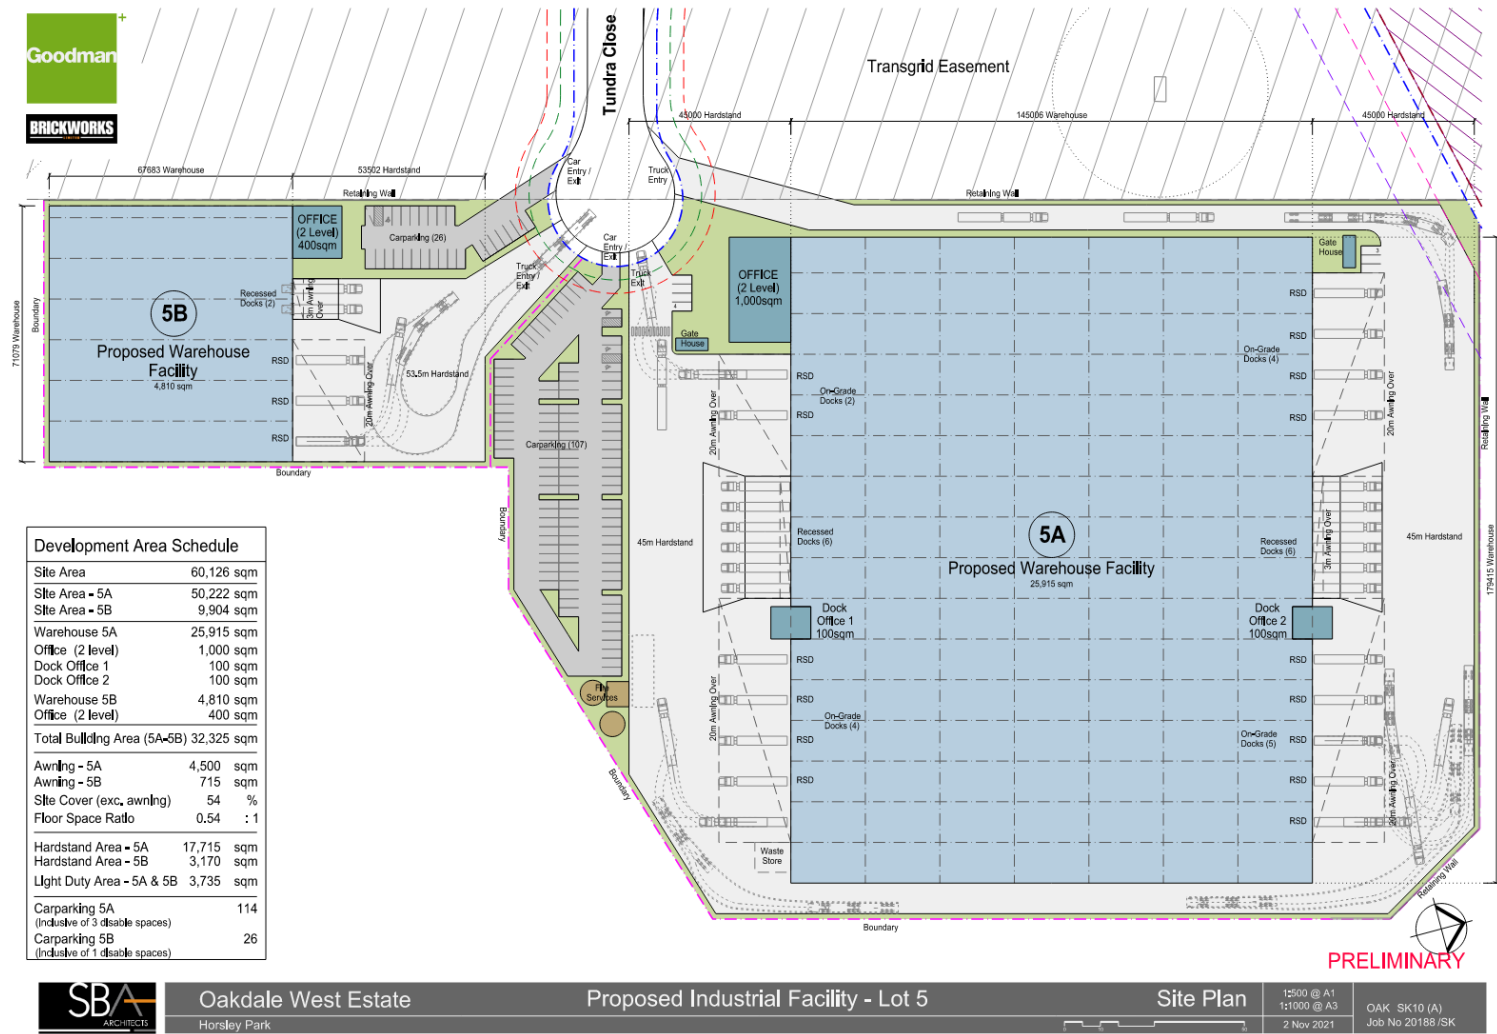 Goodman
BRICKWORKS
LIMITED
Tundra Close
Transgrid Easement
45000 Hardstand
145006 Warehouse
45000 Hardstand
67683 Warehouse
53502 Hardstand
Retaining Wall
Retaining Wall
Car
Entry /
Exit
Truck
Entry
OFFICE
(2 Level)
400sqm
Carparking (26)
Car
Entry /
Exit
Truck
Entry /
Exit
Truck
Exit
Gate
House
3
OFFICE
(2 Level)
1,000sqm
4
Gate
House
Recessed
Docks (2)
3m Awning
Over
5B
Proposed Warehouse
Facility
4,810 sqm
71079 Warehouse
Boundary
RSD
RSD
RSD
20m Awning Over
53.5m Hardstand
Boundary
Boundary
Carparking (107)
RSD
RSD
On-Grade
Docks (2)
20m Awning Over
RSD
RSD
RSD
RSD
On-Grade
Docks (4)
20m Awning Over
Retaining Wall
45m Hardstand
Recessed
Docks (6)
5A
Proposed Warehouse Facility
25,915 sqm
Recessed
Docks (6)
3m Awning Over
45m Hardstand
179415 Warehouse
Dock
Office 1
100sqm
Dock
Office 2
100sqm
RSD
RSD
RSD
RSD
On-Grade
Docks (4)
20m Awning Over
RSD
RSD
RSD
RSD
RSD
On-Grade
Docks (5)
20m Awning Over
Fire
Services
Boundary
Waste
Store
Boundary
Retaining Wall
Development Area Schedule
Site Area 60,126 sqm
Site Area - 5A 50,222 sqm
Site Area - 5B 9,904 sqm
Warehouse 5A 25,915 sqm
Office (2 level) 1,000 sqm
Dock Office 1 100 sqm
Dock Office 2 100 sqm
Warehouse 5B 4,810 sqm
Office (2 level) 400 sqm
Total Building Area (5A-5B) 32,325 sqm
Awning - 5A 4,500 sqm
Awning - 5B 715 sqm
Site Cover (exc. awning) 54 %
Floor Space Ratio 0.54 : 1
Hardstand Area - 5A 17,715 sqm
Hardstand Area - 5B 3,170 sqm
Light Duty Area - 5A & 5B 3,735 sqm
Carparking 5A 114
(Inclusive of 3 disable spaces)
Carparking 5B 26
(Inclusive of 1 disable spaces)
PRELIMINARY
SBA
ARCHITECTS
Oakdale West Estate
Horsley Park
Proposed Industrial Facility - Lot 5
Site Plan
1:500 @ A1
1:1000 @ A3
2 Nov 2021
OAK SK10 (A)
Job No 20188 /SK